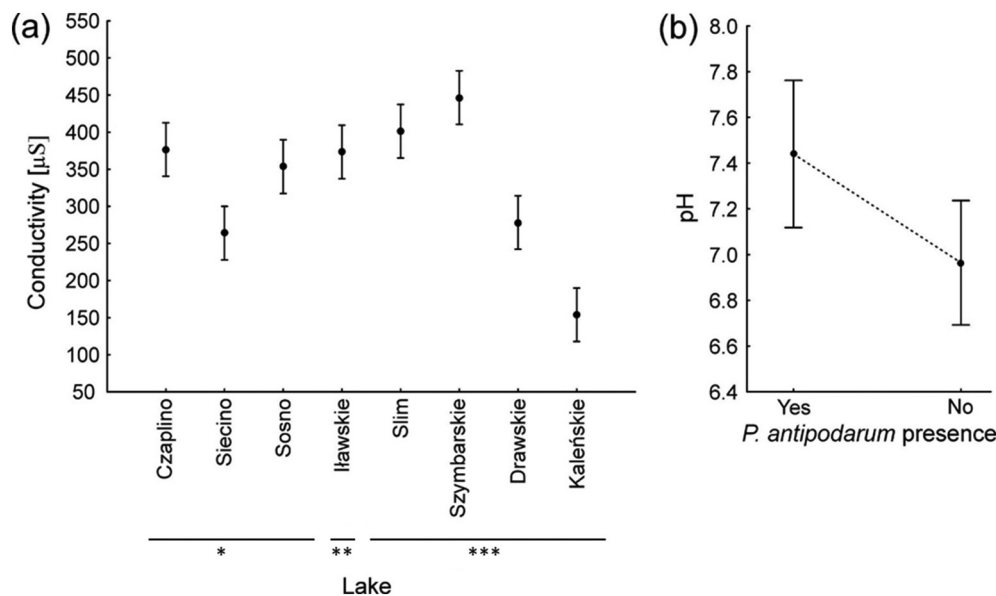 (a)
Conductivity [µS]
550
500
450
400
350
300
250
200
150
100
50
Czaplino
Siecino
Sosno
Iławskie
Slim
Szymbarskie
Drawskie
Kaleńskie
*
**
***
Lake
(b)
pH
8.0
7.8
7.6
7.4
7.2
7.0
6.8
6.6
6.4
Yes
No
P. antipodarum presence